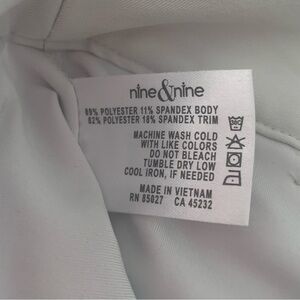 nine&nine
89% POLYESTER 11% SPANDEX BODY
82% POLYESTER 18% SPANDEX TRIM
MACHINE WASH COLD
WITH LIKE COLORS
DO NOT BLEACH
TUMBLE DRY LOW
COOL IRON, IF NEEDED
MADE IN VIETNAM
RN 85027 CA 45232